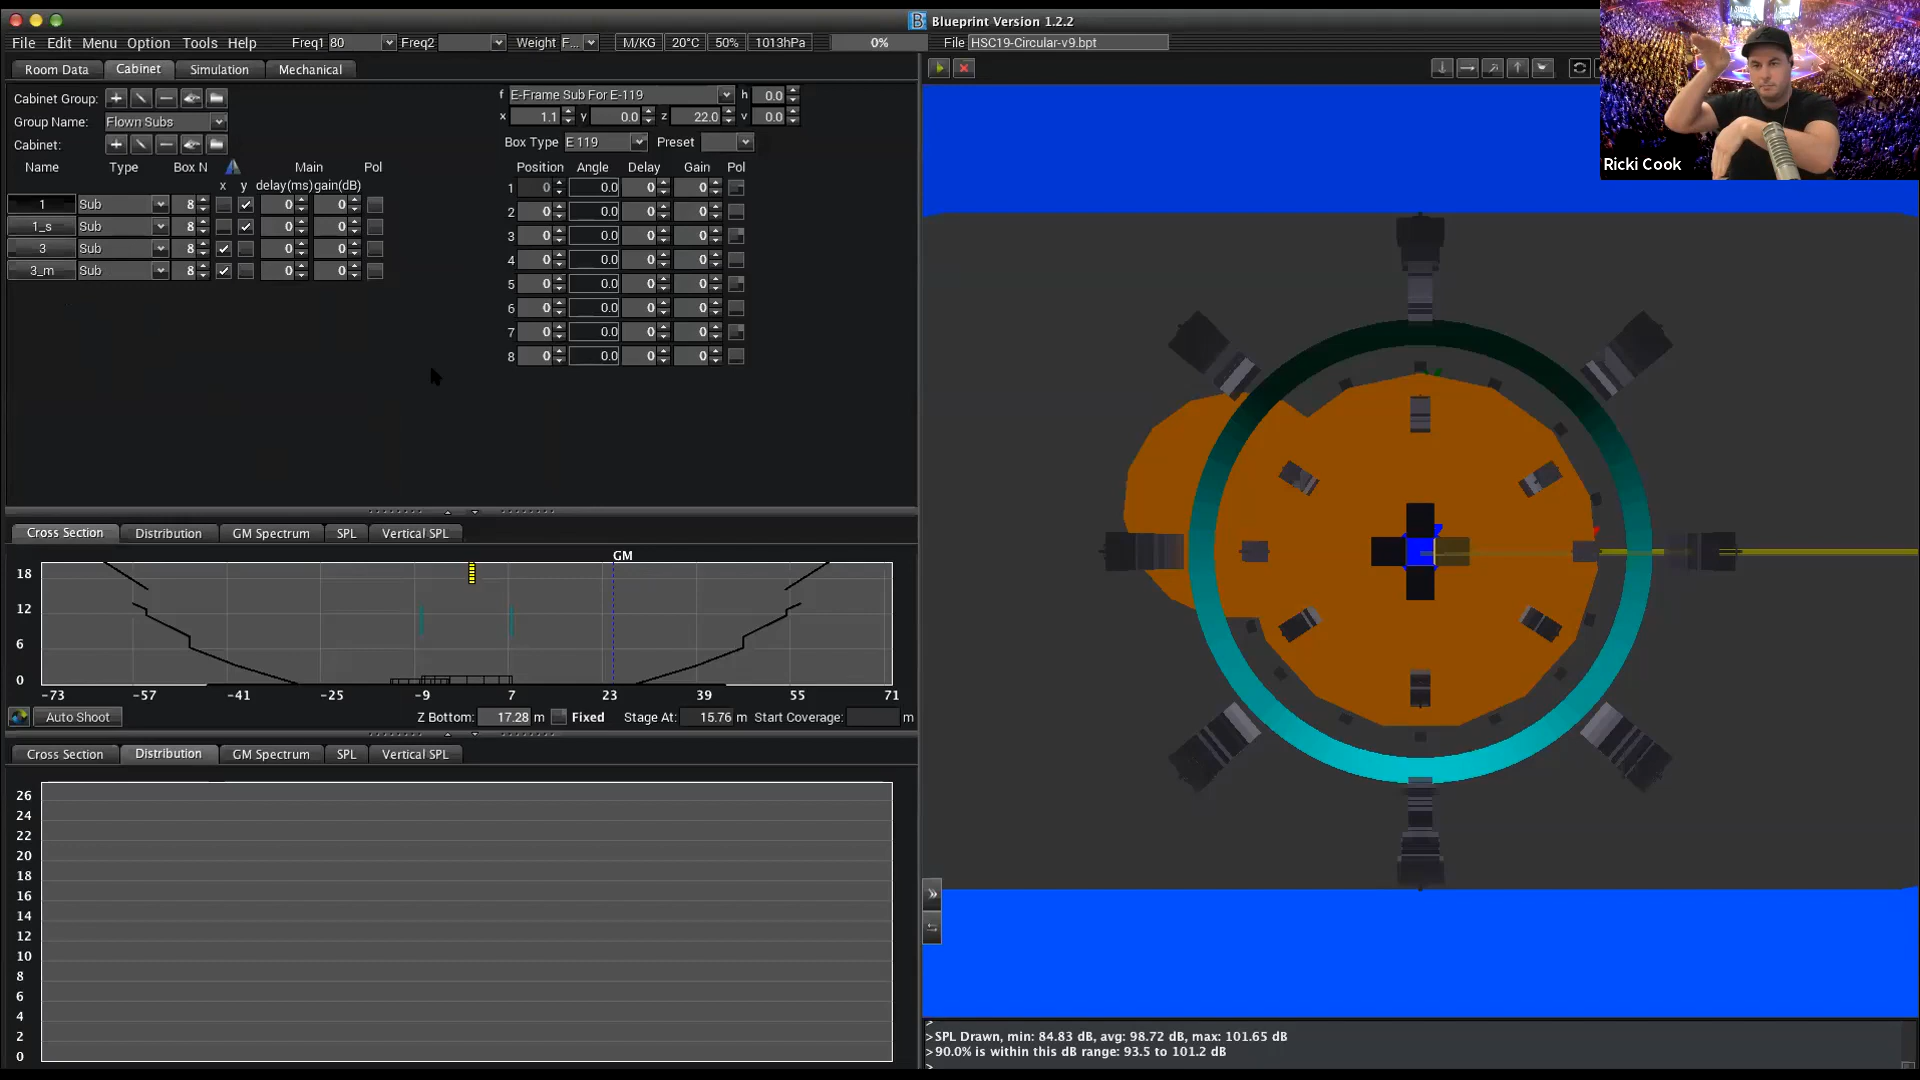 Blueprint Version 1.2.2
File Edit Menu Option Tools Help Freq1 80 Freq2 Weight F... M/KG 20°C 50% 1013hPa 0% File HSC19-Circular-v9.bpt
Room Data Cabinet Simulation Mechanical
Cabinet Group: f E-Frame Sub For E-119 h 0.0
Group Name: Flown Subs x 1.1 y 0.0 z 22.0 v 0.0
Cabinet: Box Type E 119 Preset
Name Type Box N Main Pol Position Angle Delay Gain Pol
x y delay(ms) gain(dB)
1 Sub 8 0 0
1_s Sub 8 0 0
3 Sub 8 0 0
3_m Sub 8 0 0
1 0 0.0 0 0
2 0 0.0 0 0
3 0 0.0 0 0
4 0 0.0 0 0
5 0 0.0 0 0
6 0 0.0 0 0
7 0 0.0 0 0
8 0 0.0 0 0
Ricki Cook
Cross Section Distribution GM Spectrum SPL Vertical SPL
GM
18
12
6
0
-73 -57 -41 -25 -9 7 23 39 55 71
Auto Shoot Z Bottom: 17.28 m Fixed Stage At: 15.76 m Start Coverage: m
Cross Section Distribution GM Spectrum SPL Vertical SPL
26
24
22
20
18
16
14
12
10
8
6
4
2
0
>
>SPL Drawn, min: 84.83 dB, avg: 98.72 dB, max: 101.65 dB
>90.0% is within this dB range: 93.5 to 101.2 dB
>